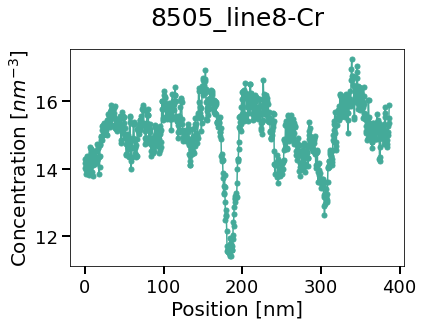 8505_line8-Cr
Concentration [$nm^{-3}$]
16
14
12
0
100
200
300
400
Position [nm]